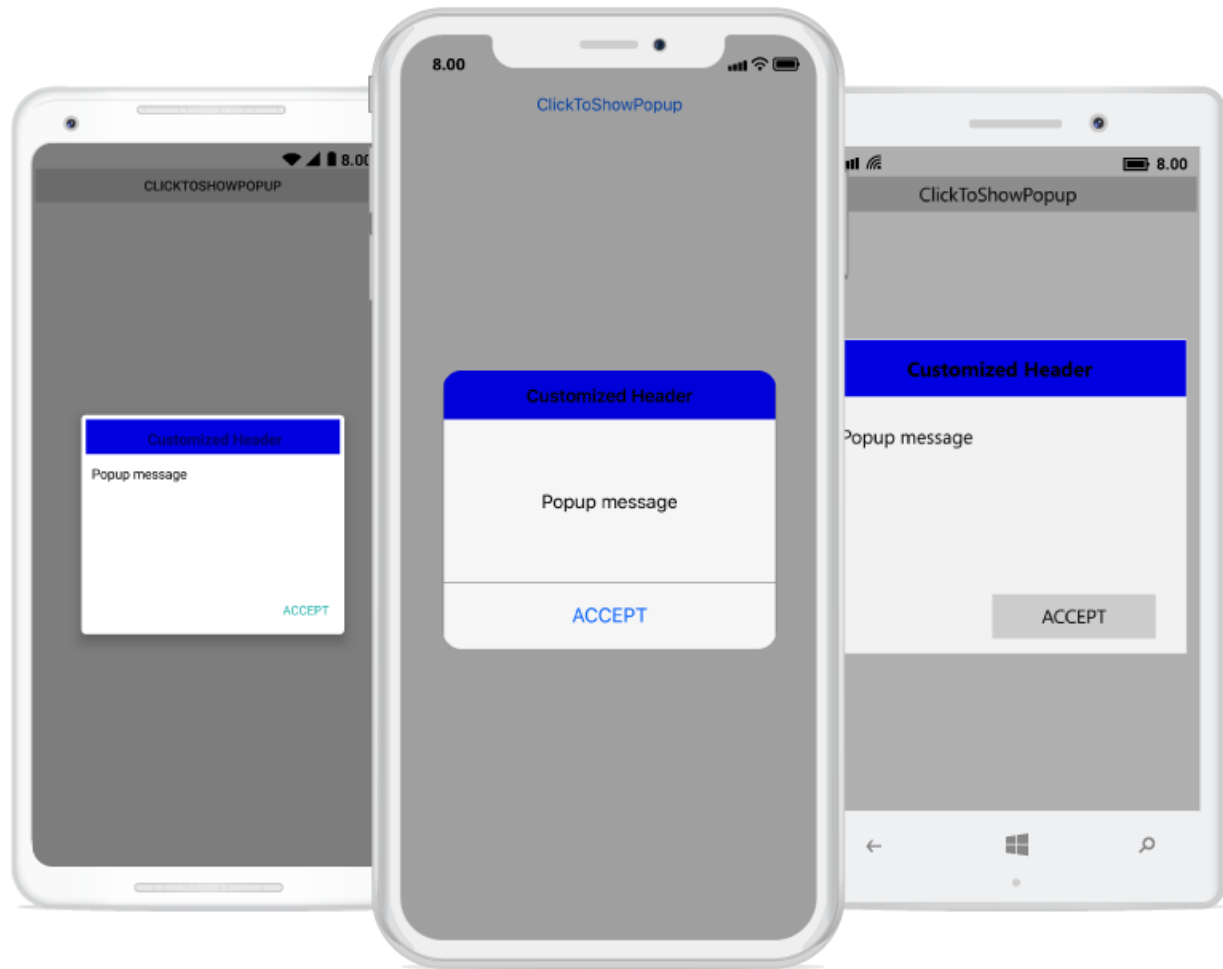 8.00
CLICKTOSHOWPOPUP
Customized Header
Popup message
ACCEPT
8.00
ClickToShowPopup
Customized Header
Popup message
ACCEPT
8.00
ClickToShowPopup
Customized Header
Popup message
ACCEPT